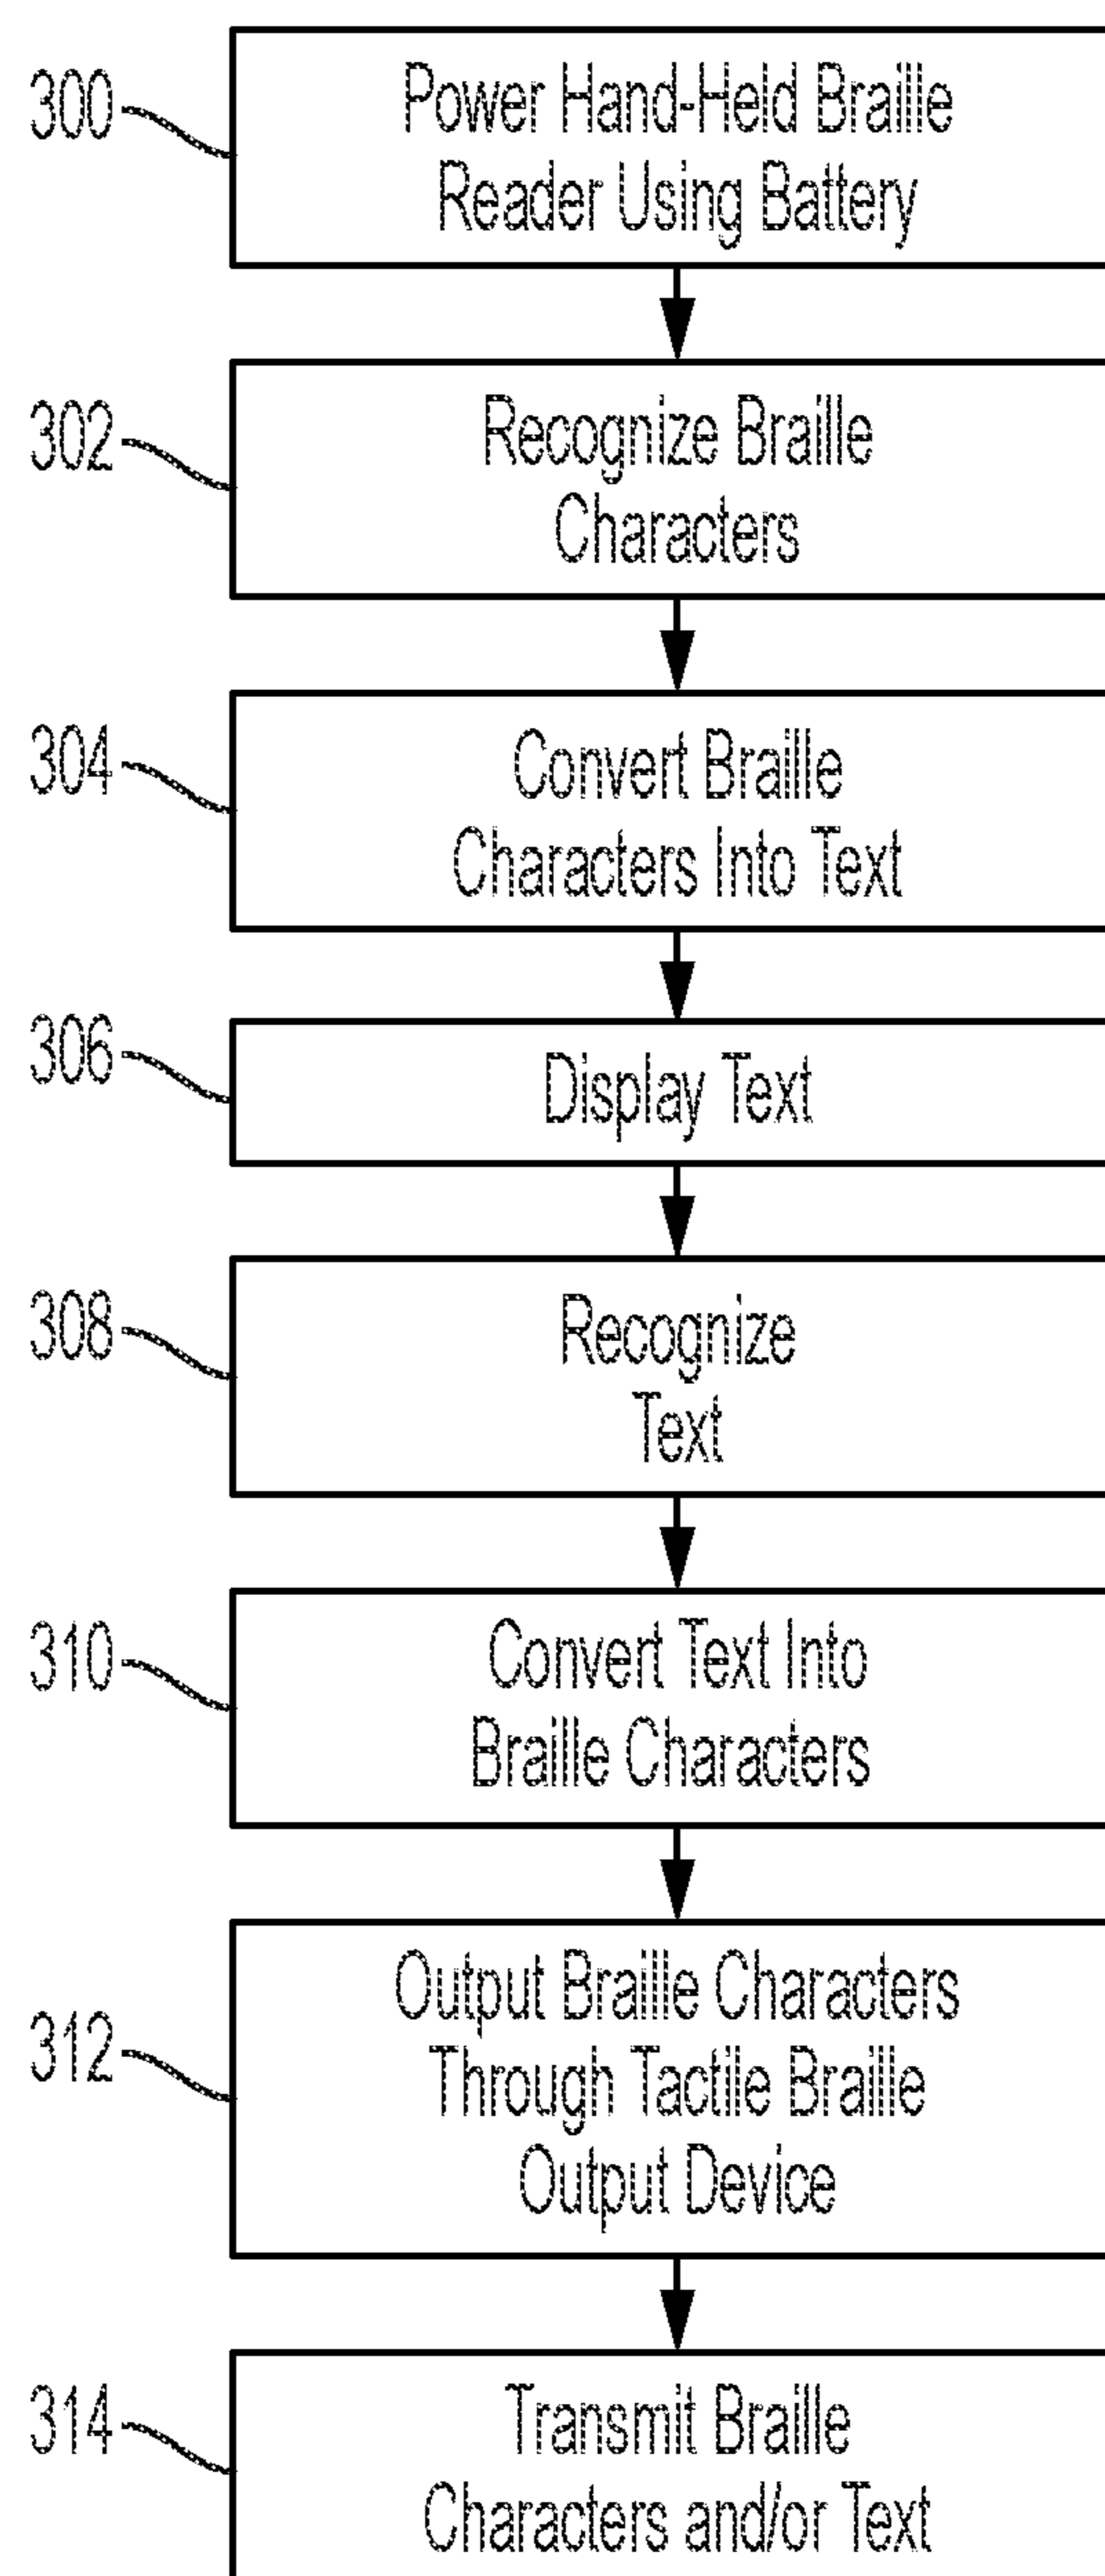 300
Power Hand-Held Braille
Reader Using Battery
302
Recognize Braille
Characters
304
Convert Braille
Characters Into Text
306
Display Text
308
Recognize
Text
310
Convert Text Into
Braille Characters
312
Output Braille Characters
Through Tactile Braille
Output Device
314
Transmit Braille
Characters and/or Text